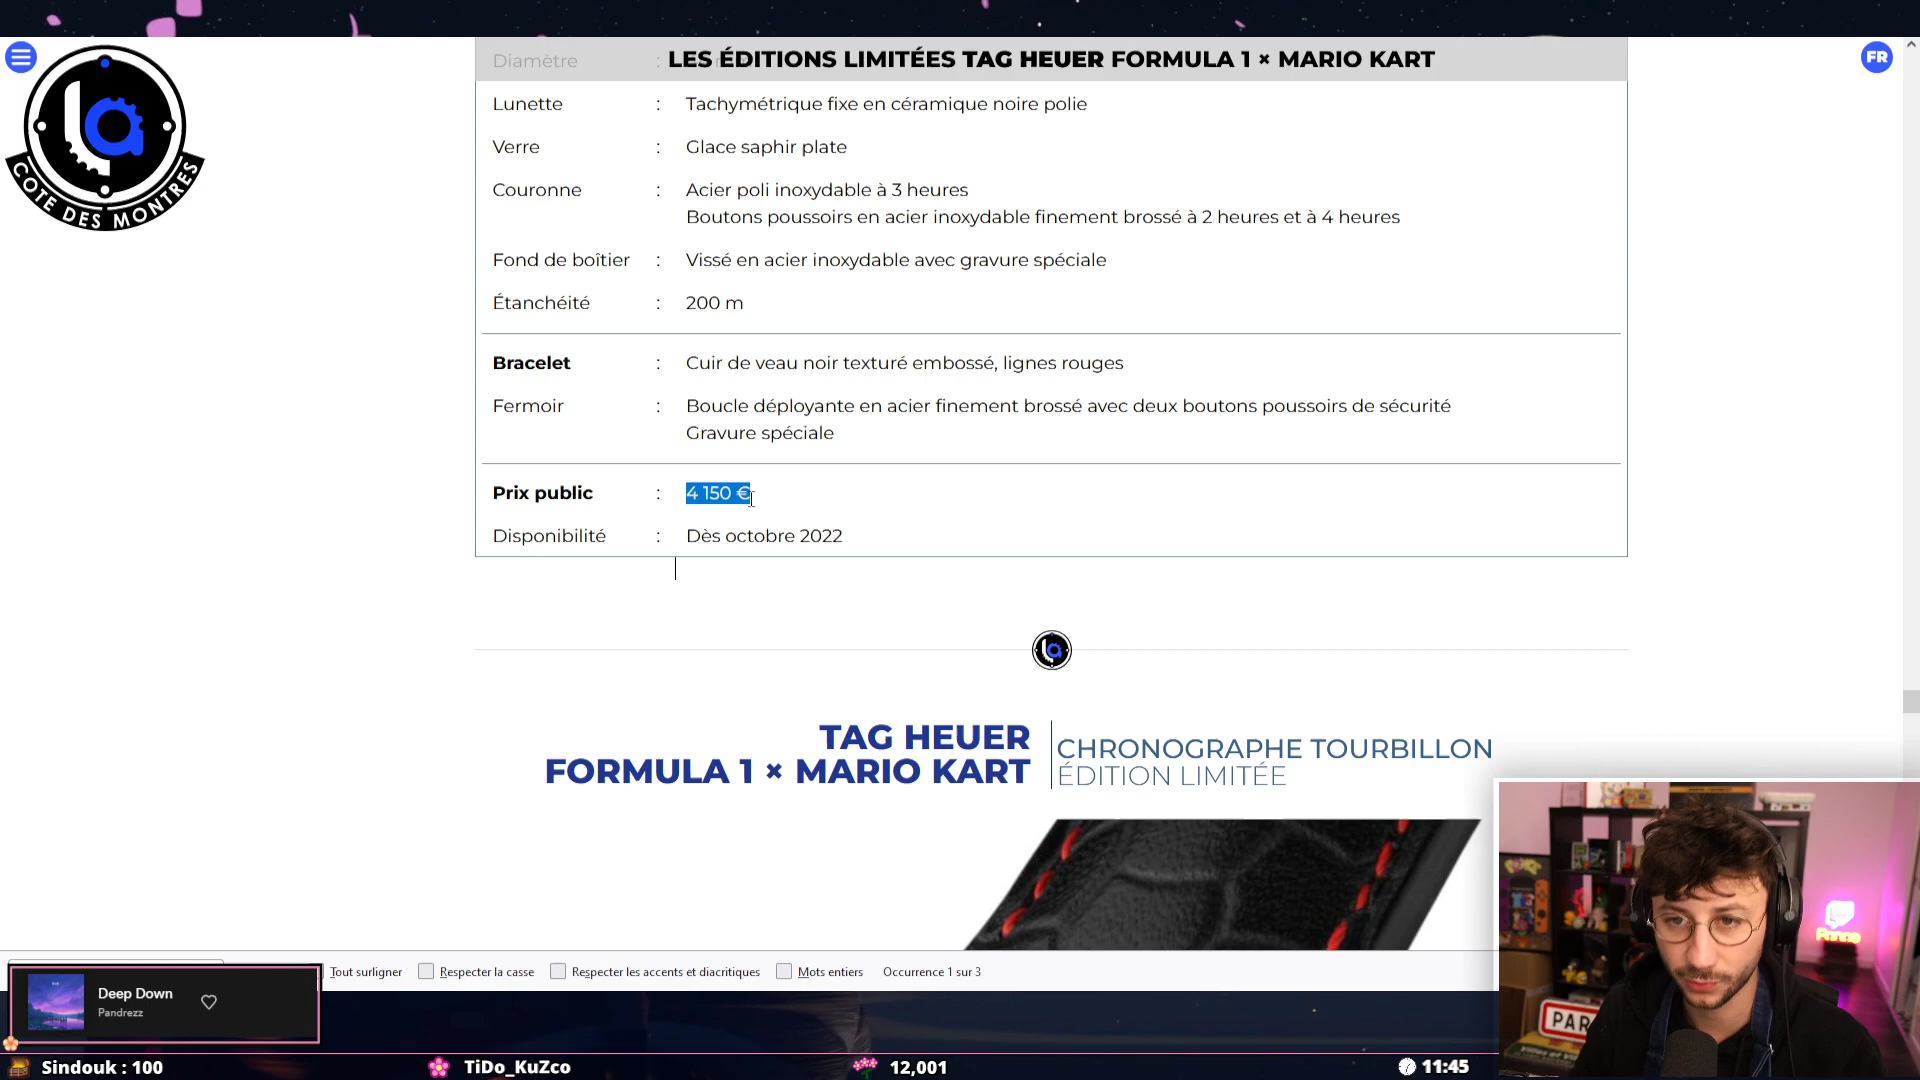 LES ÉDITIONS LIMITÉES TAG HEUER FORMULA 1 × MARIO KART
FR
CÔTE DES MONTRES
Diamètre :
Lunette : Tachymétrique fixe en céramique noire polie
Verre : Glace saphir plate
Couronne : Acier poli inoxydable à 3 heures
Boutons poussoirs en acier inoxydable finement brossé à 2 heures et à 4 heures
Fond de boîtier : Vissé en acier inoxydable avec gravure spéciale
Étanchéité : 200 m
Bracelet : Cuir de veau noir texturé embossé, lignes rouges
Fermoir : Boucle déployante en acier finement brossé avec deux boutons poussoirs de sécurité
Gravure spéciale
Prix public : 4 150 €
Disponibilité : Dès octobre 2022
TAG HEUER
FORMULA 1 × MARIO KART
CHRONOGRAPHE TOURBILLON
ÉDITION LIMITÉE
Tout surligner Respecter la casse Respecter les accents et diacritiques Mots entiers Occurrence 1 sur 3
Deep Down
Pandrezz
PAR
Sindouk : 100 TiDo_KuZco 12,001 11:45